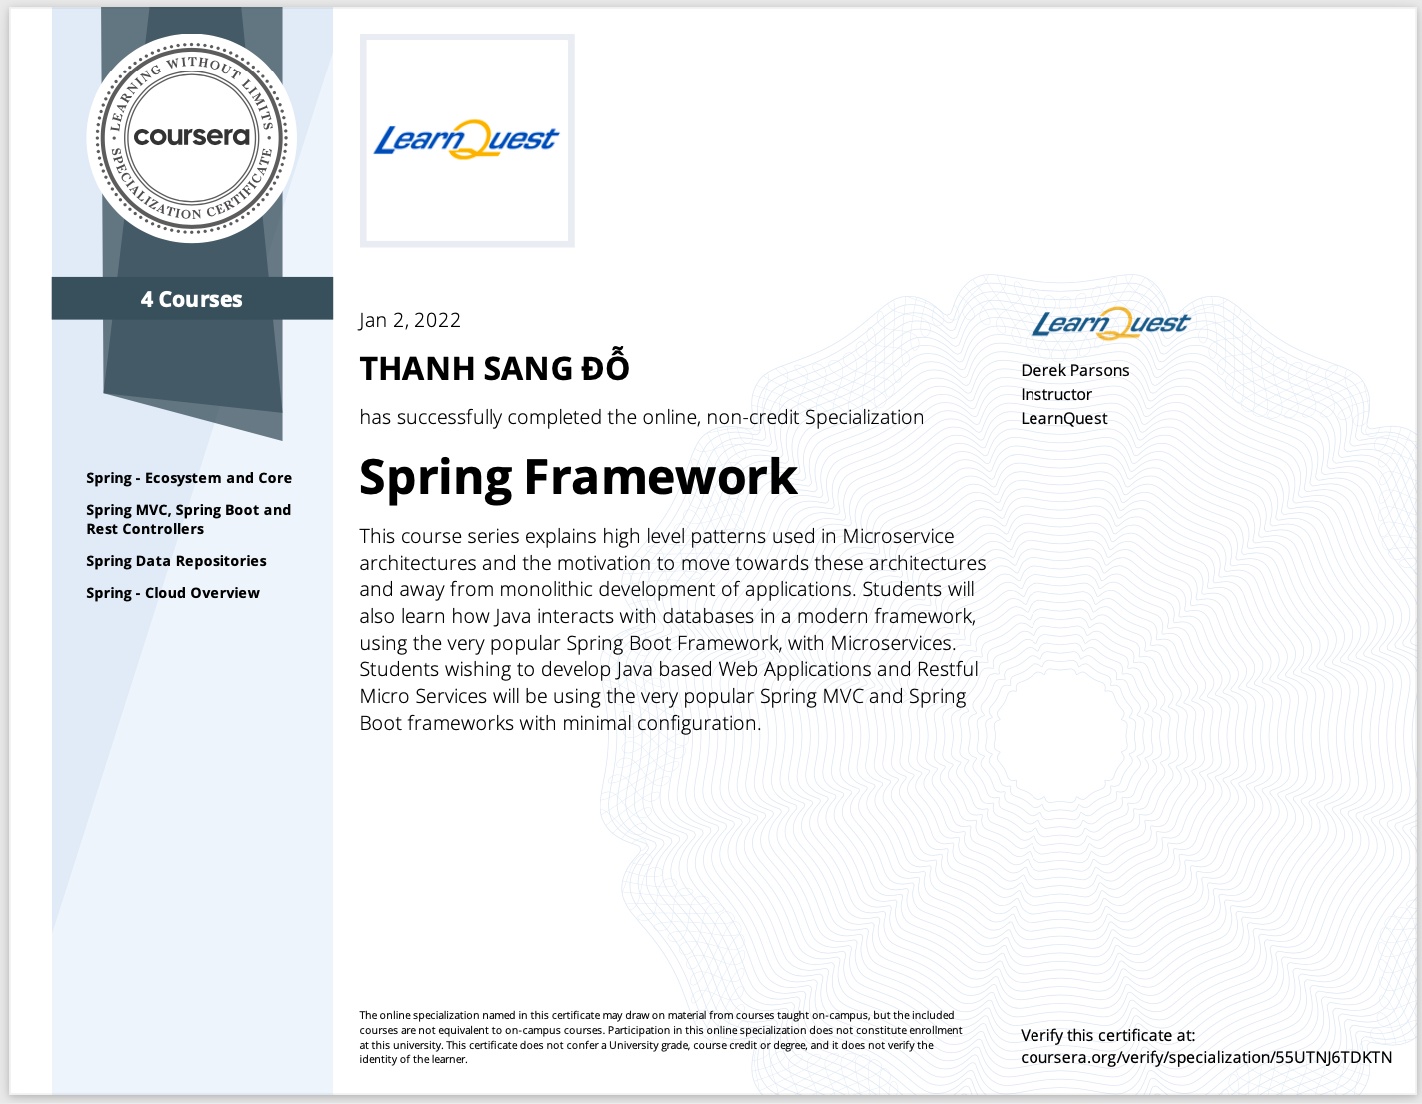 LEARNING WITHOUT LIMITS
coursera
SPECIALIZATION CERTIFICATE
4 Courses
Spring - Ecosystem and Core
Spring MVC, Spring Boot and
Rest Controllers
Spring Data Repositories
Spring - Cloud Overview
LearnQuest
Jan 2, 2022
THANH SANG ĐỖ
has successfully completed the online, non-credit Specialization
Spring Framework
This course series explains high level patterns used in Microservice
architectures and the motivation to move towards these architectures
and away from monolithic development of applications. Students will
also learn how Java interacts with databases in a modern framework,
using the very popular Spring Boot Framework, with Microservices.
Students wishing to develop Java based Web Applications and Restful
Micro Services will be using the very popular Spring MVC and Spring
Boot frameworks with minimal configuration.
LearnQuest
Derek Parsons
Instructor
LearnQuest
The online specialization named in this certificate may draw on material from courses taught on-campus, but the included
courses are not equivalent to on-campus courses. Participation in this online specialization does not constitute enrollment
at this university. This certificate does not confer a University grade, course credit or degree, and it does not verify the
identity of the learner.
Verify this certificate at:
coursera.org/verify/specialization/55UTNJ6TDKTN